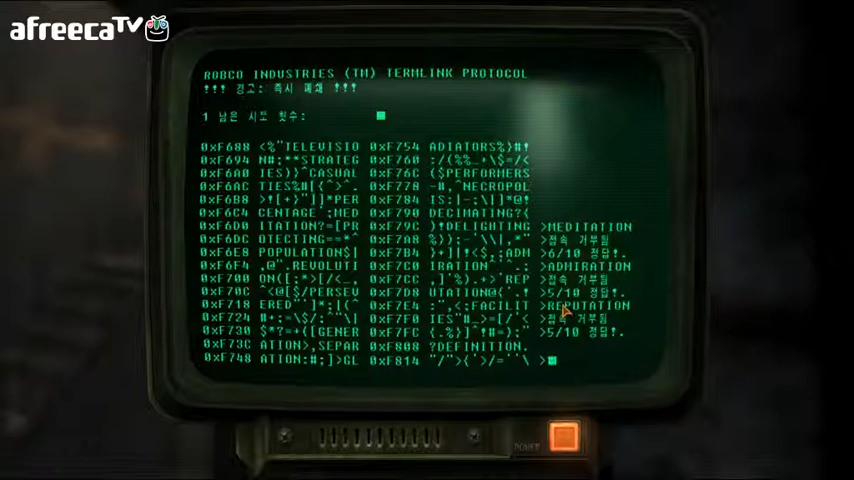 afreecaTV
ROBCO INDUSTRIES (TM) TERMLINK PROTOCOL
!!! 경고: 즉시 폐쇄 !!!
1 남은 시도 횟수:
0xF688 <%"TELEVISIO 0xF754 ADIATORS%}#!
0xF694 N#;**STRATEG 0xF760 :/(%%_+\$=/<
0xF6A0 IES)}^CASUAL 0xF76C ($PERFORMERS
0xF6AC TIES%#[{^>^. 0xF778 -#,^NECROPOL
0xF6B8 >![+}"]]*PER 0xF784 IS:|-;\|]*@!
0xF6C4 CENTAGE';MED 0xF790 DECIMATING?{
0xF6D0 ITATION?=[PR 0xF79C )!DELIGHTING >MEDITATION
0xF6DC OTECTING==*^ 0xF7A8 %});-'\\|,*" >접속 거부됨
0xF6E8 POPULATION$| 0xF7B4 }+]|!<$,;ADM >6/10 정답!.
0xF6F4 ,@".REVOLUTI 0xF7C0 IRATION >ADMIRATION
0xF700 ON([;*>[/<_, 0xF7CC >접속 거부됨
0xF70C ^<@[$/PERSEV 0xF7D8 UTATION@{'.! >5/10 정답!.
0xF718 ERED"']*;|(^ 0xF7E4 :",<;FACILIT >REPUTATION
0xF724 0xF7F0 >접속 거부됨
0xF730 $*?=+([GENER 0xF7FC >5/10 정답!.
0xF73C ATION>,SEPAR 0xF808 ?DEFINITION.
0xF748 ATION:#;]>GL 0xF814 >
POWER